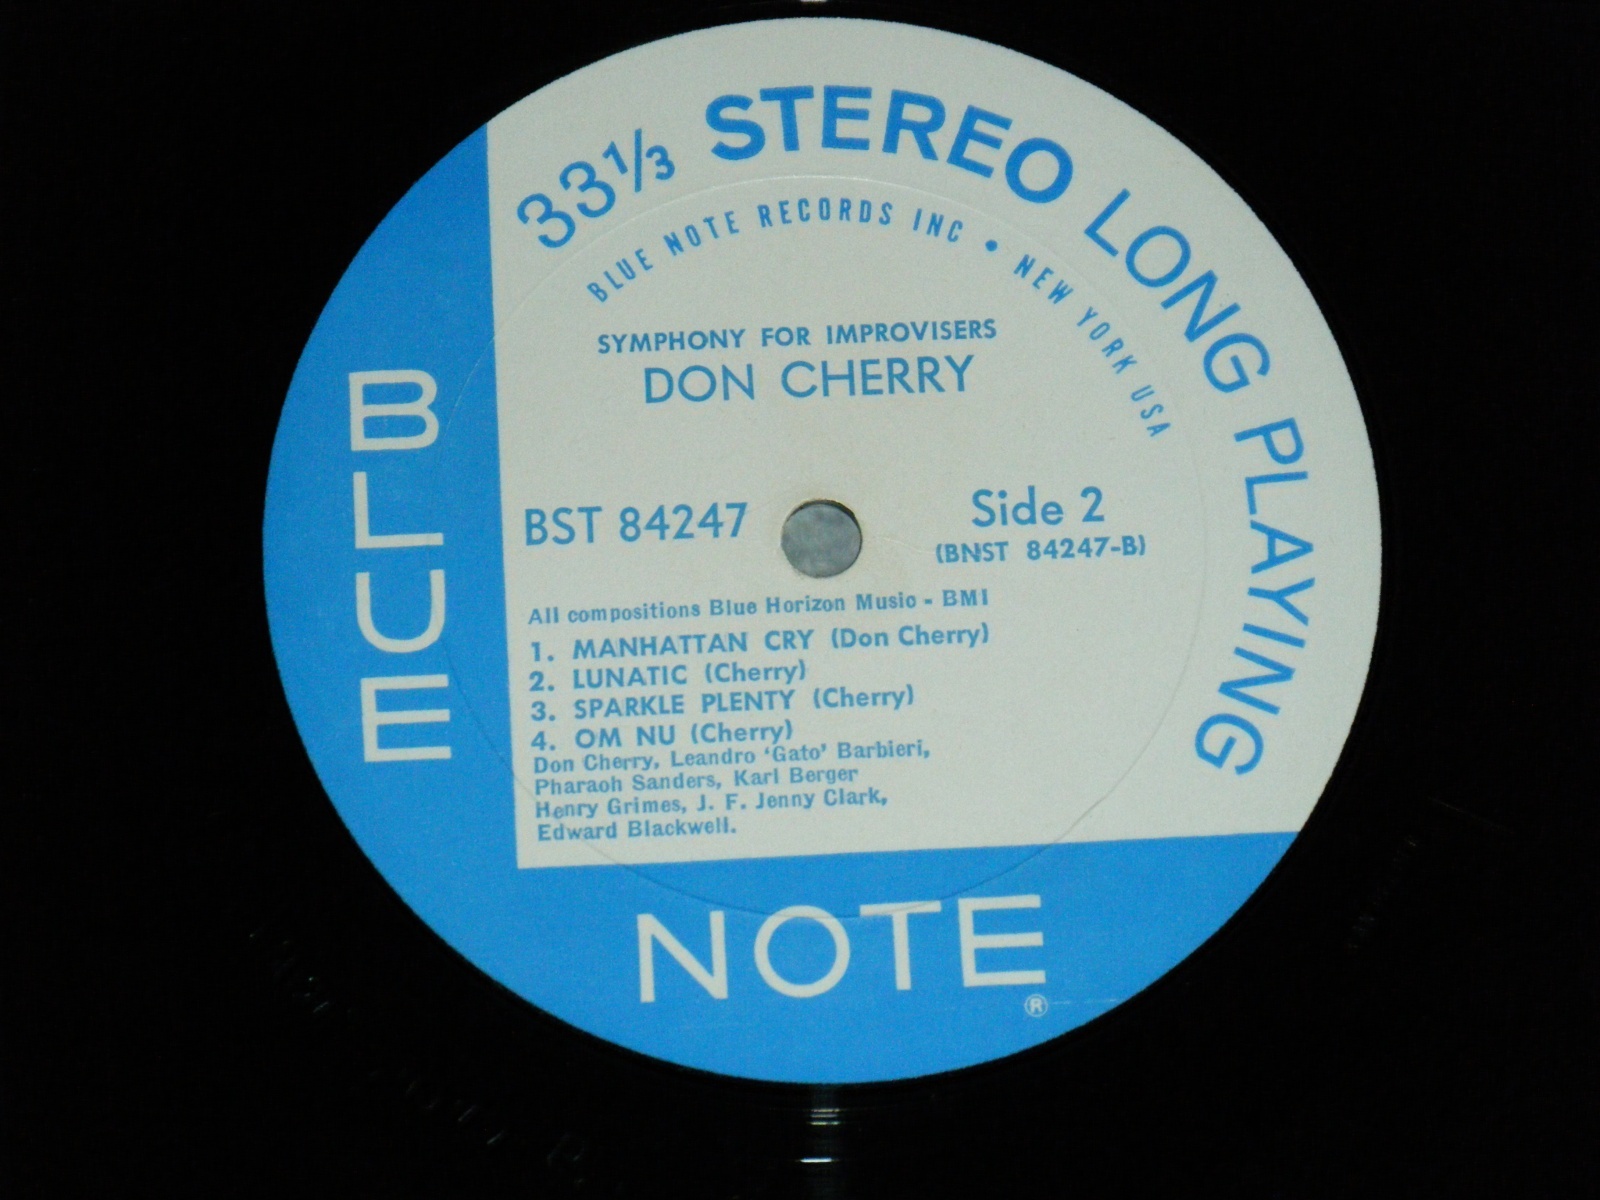 33⅓ STEREO LONG PLAYING
BLUE NOTE RECORDS INC • NEW YORK USA
SYMPHONY FOR IMPROVISERS
DON CHERRY
BST 84247
Side 2
(BNST 84247-B)
All compositions Blue Horizon Music - BMI
1. MANHATTAN CRY (Don Cherry)
2. LUNATIC (Cherry)
3. SPARKLE PLENTY (Cherry)
4. OM NU (Cherry)
Don Cherry, Leandro 'Gato' Barbieri,
Pharaoh Sanders, Karl Berger
Henry Grimes, J. F. Jenny Clark,
Edward Blackwell.
BLUE
NOTE
®